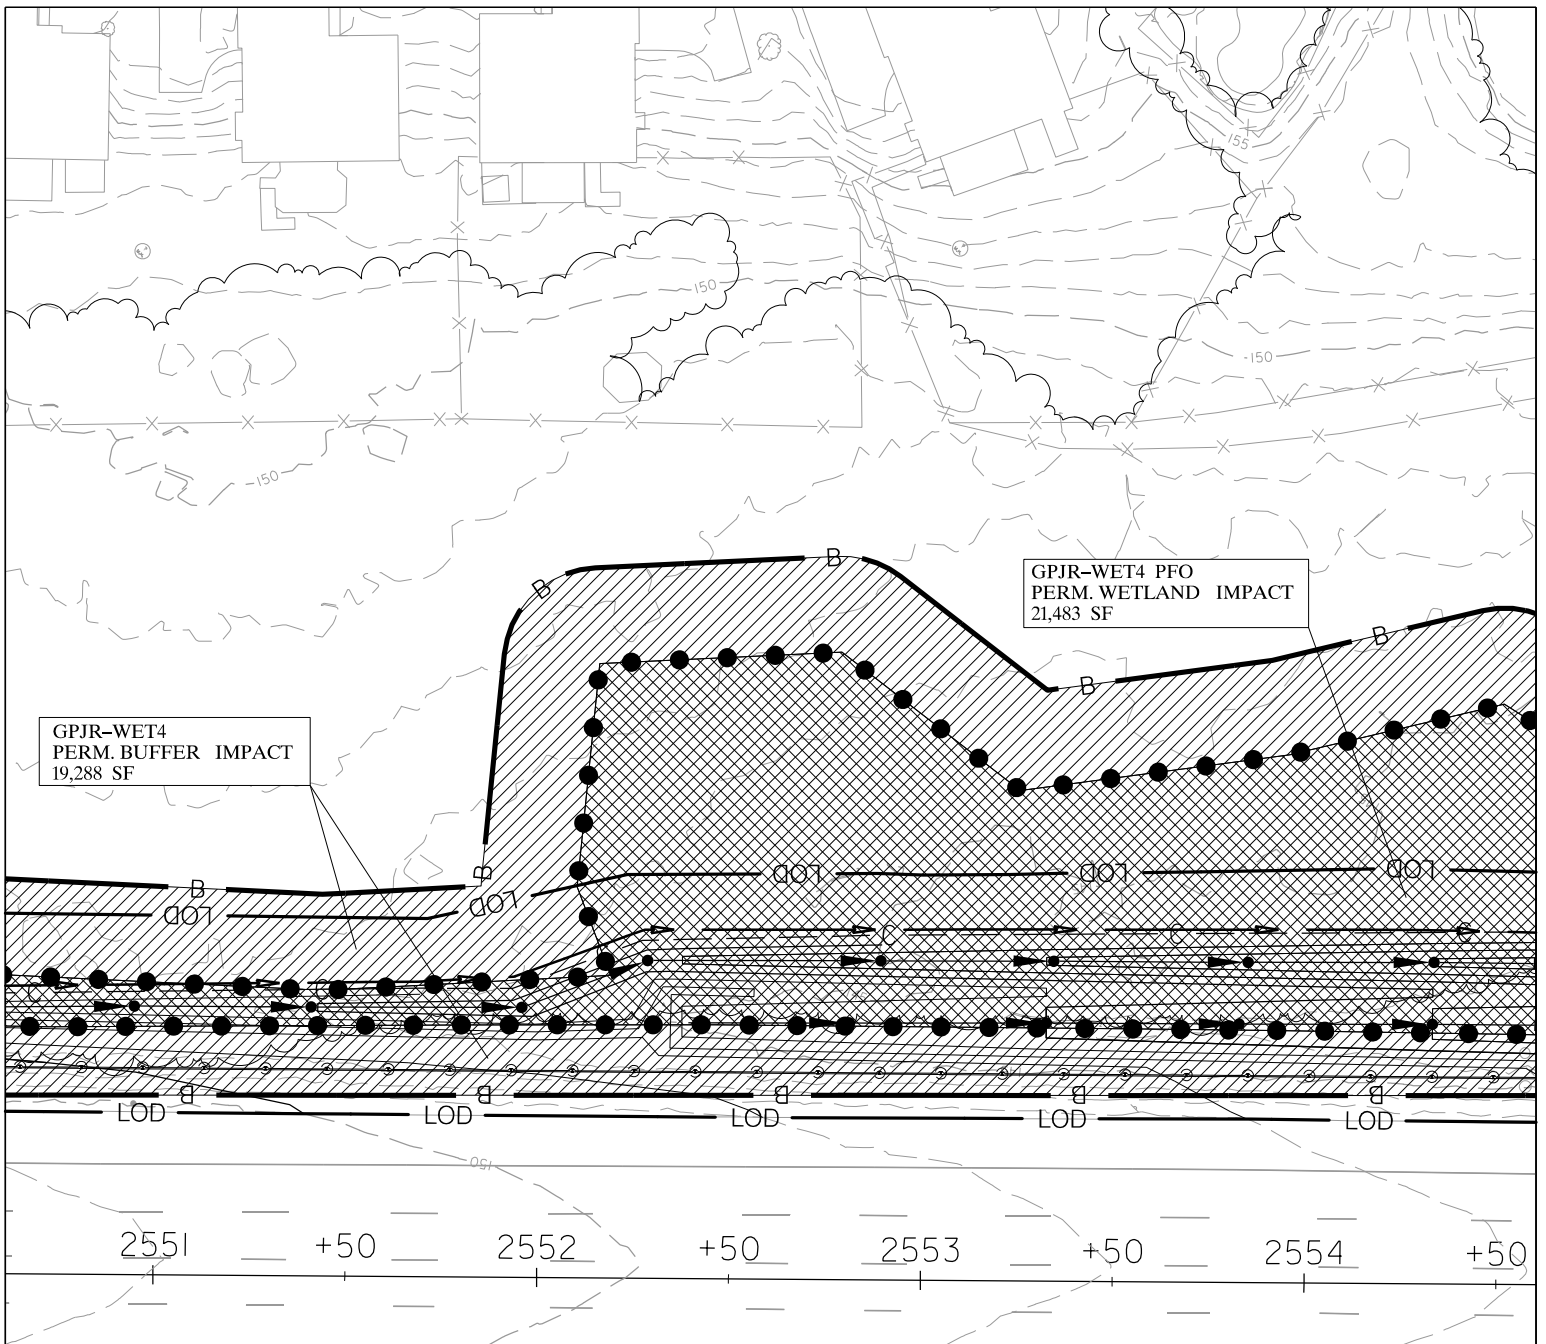 155
150
-150
-150
B
B
GPJR–WET4 PFO
PERM. WETLAND IMPACT
21,483 SF
B
B
GPJR–WET4
PERM. BUFFER IMPACT
19,288 SF
B
B
LOD
LOD
LOD
LOD
LOD
C
C
C
C
B
B
B
B
B
LOD
LOD
LOD
LOD
LOD
150
2551
+50
2552
+50
2553
+50
2554
+50